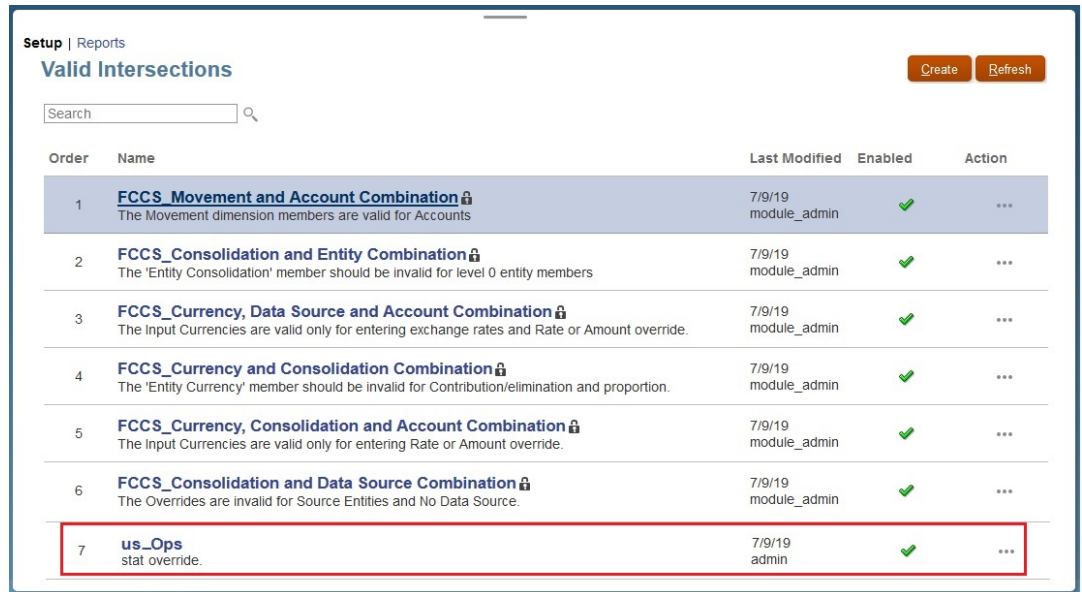 Setup | Reports
Valid Intersections
Create
Refresh
Search
Order Name Last Modified Enabled Action
1 FCCS_Movement and Account Combination 7/9/19
The Movement dimension members are valid for Accounts module_admin
2 FCCS_Consolidation and Entity Combination 7/9/19
The 'Entity Consolidation' member should be invalid for level 0 entity members module_admin
3 FCCS_Currency, Data Source and Account Combination 7/9/19
The Input Currencies are valid only for entering exchange rates and Rate or Amount override. module_admin
4 FCCS_Currency and Consolidation Combination 7/9/19
The 'Entity Currency' member should be invalid for Contribution/elimination and proportion. module_admin
5 FCCS_Currency, Consolidation and Account Combination 7/9/19
The Input Currencies are valid only for entering Rate or Amount override. module_admin
6 FCCS_Consolidation and Data Source Combination 7/9/19
The Overrides are invalid for Source Entities and No Data Source. module_admin
7 us_Ops 7/9/19
stat override. admin